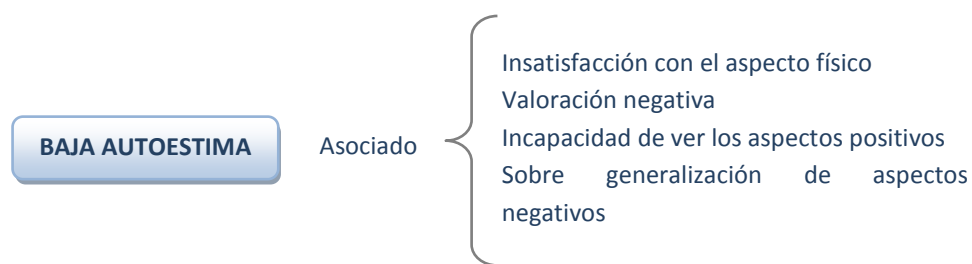 BAJA AUTOESTIMA
Asociado
Insatisfacción con el aspecto físico
Valoración negativa
Incapacidad de ver los aspectos positivos
Sobre generalización de aspectos
negativos